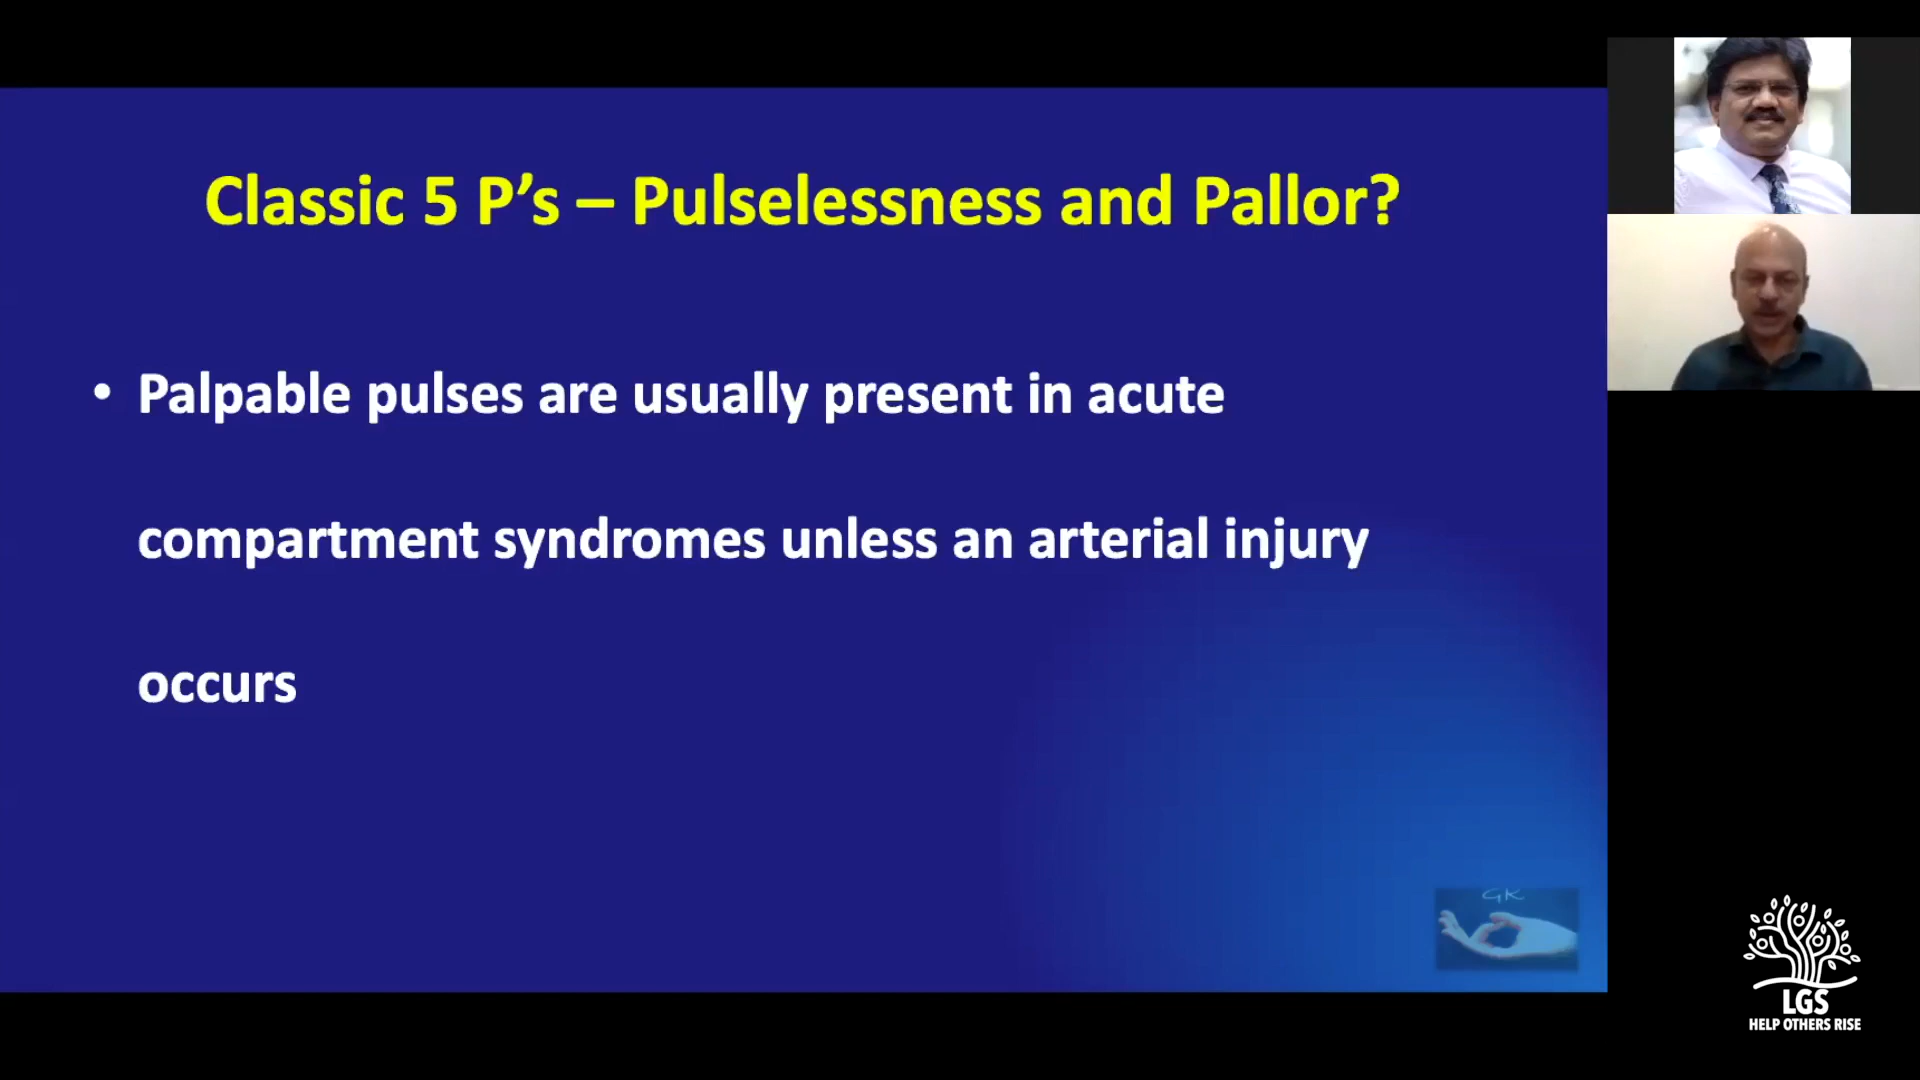 Classic 5 P’s – Pulselessness and Pallor?
• Palpable pulses are usually present in acute
compartment syndromes unless an arterial injury
occurs
GK
LGS
HELP OTHERS RISE